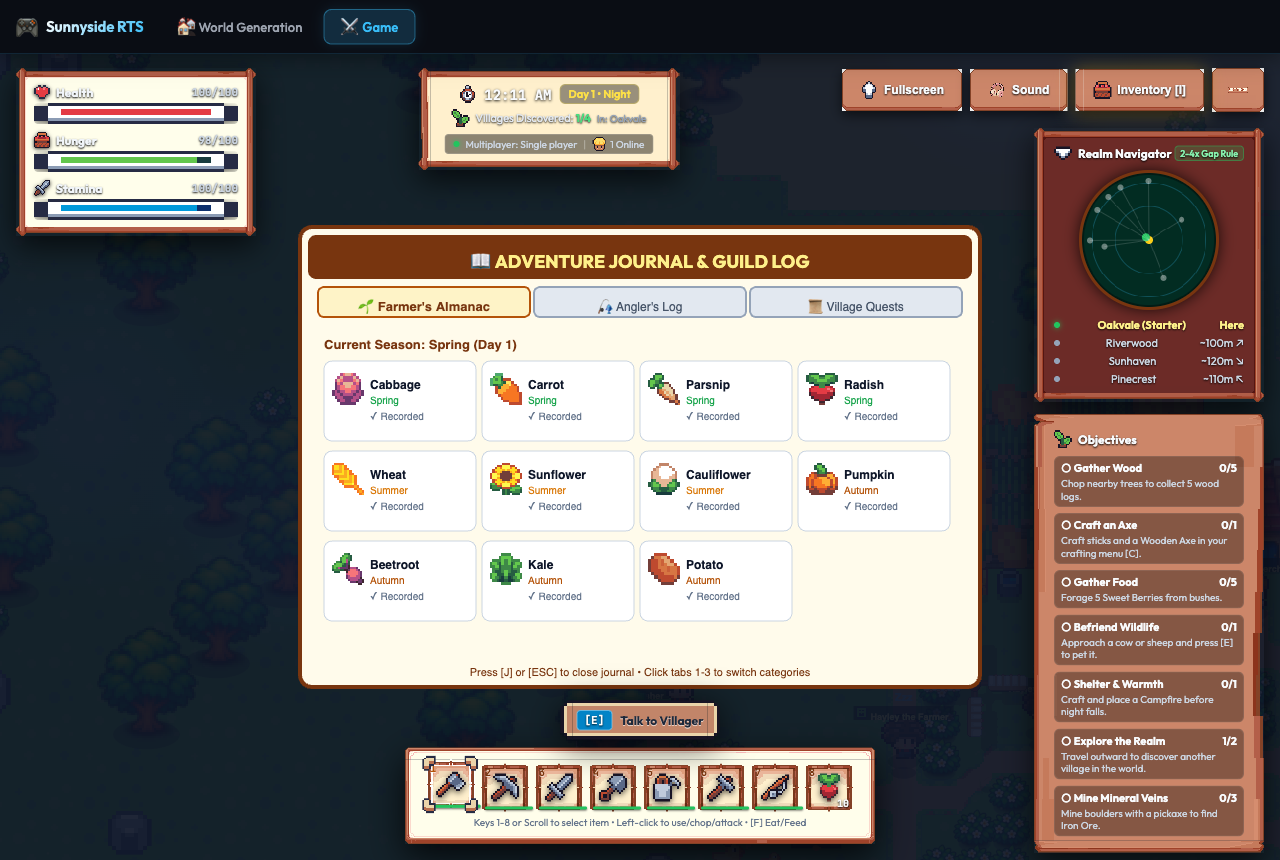 Sunnyside RTS
World Generation
Game
Health 100/100
Hunger 98/100
Stamina 100/100
12:11 AM Day 1 • Night
Villages Discovered: 1/4 In: Oakvale
Multiplayer: Single player | 1 Online
Fullscreen
Sound
Inventory [I]
Realm Navigator 2-4x Gap Rule
Oakvale (Starter) Here
Riverwood ~100m ↗
Sunhaven ~120m ↘
Pinecrest ~110m ↖
ADVENTURE JOURNAL & GUILD LOG
Farmer's Almanac
Angler's Log
Village Quests
Current Season: Spring (Day 1)
Cabbage
Spring
✓ Recorded
Carrot
Spring
✓ Recorded
Parsnip
Spring
✓ Recorded
Radish
Spring
✓ Recorded
Wheat
Summer
✓ Recorded
Sunflower
Summer
✓ Recorded
Cauliflower
Summer
✓ Recorded
Pumpkin
Autumn
✓ Recorded
Beetroot
Autumn
✓ Recorded
Kale
Autumn
✓ Recorded
Potato
Autumn
✓ Recorded
Press [J] or [ESC] to close journal • Click tabs 1-3 to switch categories
Objectives
Gather Wood 0/5
Chop nearby trees to collect 5 wood
logs.
Craft an Axe 0/1
Craft sticks and a Wooden Axe in your
crafting menu [C].
Gather Food 0/5
Forage 5 Sweet Berries from bushes.
Befriend Wildlife 0/1
Approach a cow or sheep and press [E]
to pet it.
Shelter & Warmth 0/1
Craft and place a Campfire before
night falls.
Explore the Realm 1/2
Travel outward to discover another
village in the world.
Mine Mineral Veins 0/3
Mine boulders with a pickaxe to find
Iron Ore.
[E] Talk to Villager
the Farmer
10
Keys 1-8 or Scroll to select item • Left-click to use/chop/attack • [F] Eat/Feed